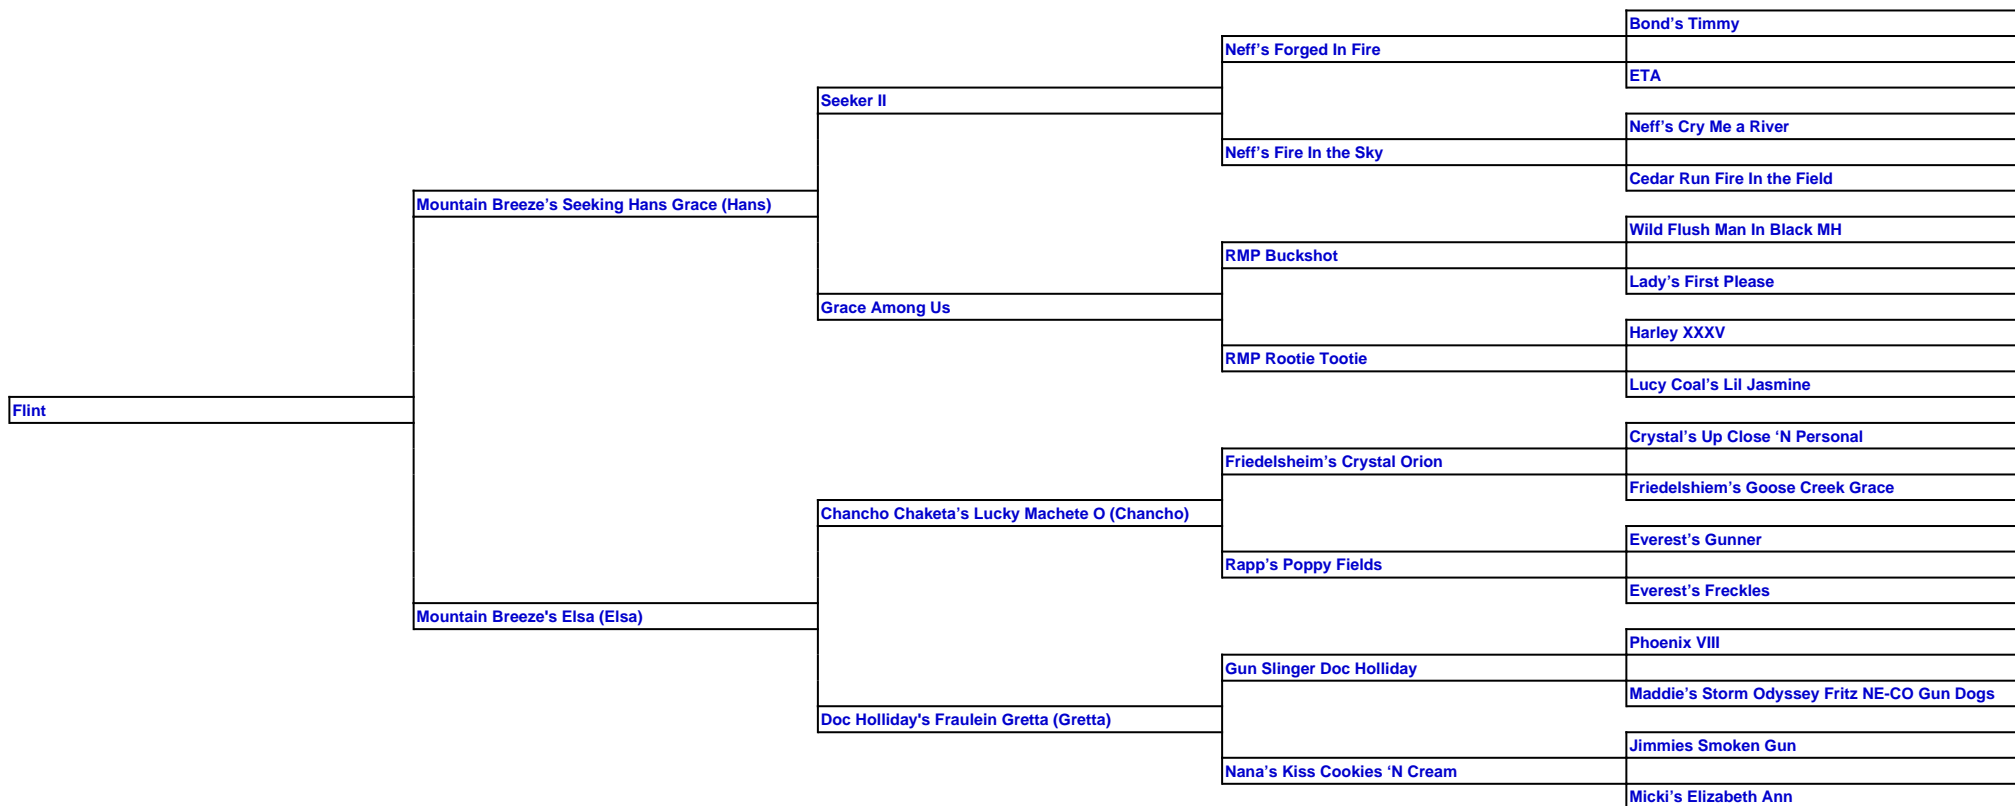 Bond’s Timmy
Neff’s Forged In Fire
ETA
Seeker II
Neff’s Cry Me a River
Neff’s Fire In the Sky
Cedar Run Fire In the Field
Mountain Breeze’s Seeking Hans Grace (Hans)
Wild Flush Man In Black MH
RMP Buckshot
Lady’s First Please
Grace Among Us
Harley XXXV
RMP Rootie Tootie
Lucy Coal’s Lil Jasmine
Flint
Crystal’s Up Close ‘N Personal
Friedelsheim’s Crystal Orion
Friedelshiem’s Goose Creek Grace
Chancho Chaketa’s Lucky Machete O (Chancho)
Everest’s Gunner
Rapp’s Poppy Fields
Everest’s Freckles
Mountain Breeze's Elsa (Elsa)
Phoenix VIII
Gun Slinger Doc Holliday
Maddie’s Storm Odyssey Fritz NE-CO Gun Dogs
Doc Holliday's Fraulein Gretta (Gretta)
Jimmies Smoken Gun
Nana’s Kiss Cookies ‘N Cream
Micki’s Elizabeth Ann